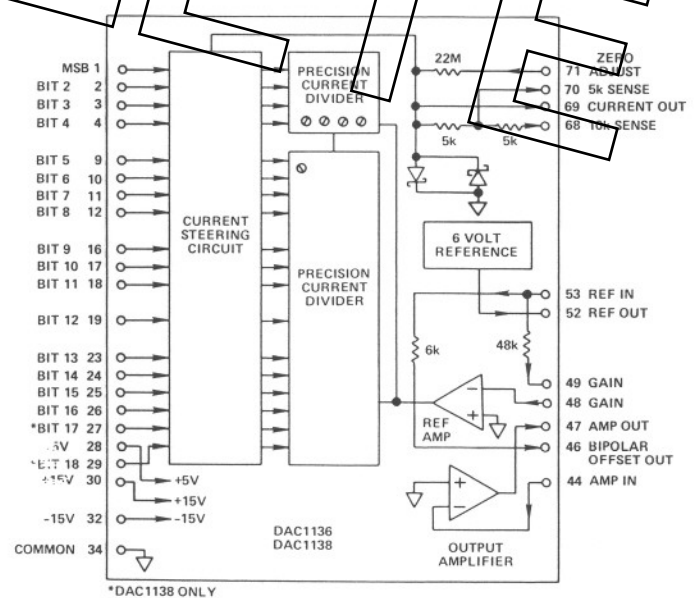 MSB 1
BIT 2 2
BIT 3 3
BIT 4 4
BIT 5 9
BIT 6 10
BIT 7 11
BIT 8 12
BIT 9 16
BIT 10 17
BIT 11 18
BIT 12 19
BIT 13 23
BIT 14 24
BIT 15 25
BIT 16 26
*BIT 17 27
28
BIT 18 29
30
-15V 32
COMMON 34
+5V
+15V
-15V
CURRENT
STEERING
CIRCUIT
PRECISION
CURRENT
DIVIDER
PRECISION
CURRENT
DIVIDER
22M
5k
5k
6 VOLT
REFERENCE
6k
48k
REF
AMP
OUTPUT
AMPLIFIER
DAC1136
DAC1138
ZERO
71 ADJUST
70 5k SENSE
69 CURRENT OUT
68 10k SENSE
53 REF IN
52 REF OUT
49 GAIN
48 GAIN
47 AMP OUT
46 BIPOLAR
OFFSET OUT
44 AMP IN
*DAC1138 ONLY